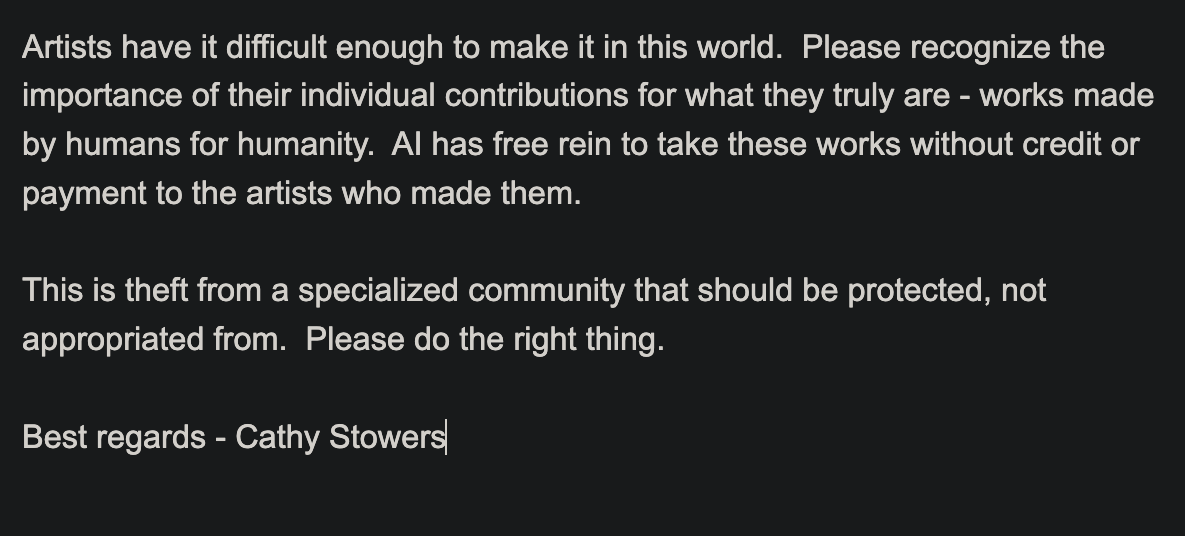 Artists have it difficult enough to make it in this world.  Please recognize the
importance of their individual contributions for what they truly are - works made
by humans for humanity.  AI has free rein to take these works without credit or
payment to the artists who made them.
This is theft from a specialized community that should be protected, not
appropriated from.  Please do the right thing.
Best regards - Cathy Stowers